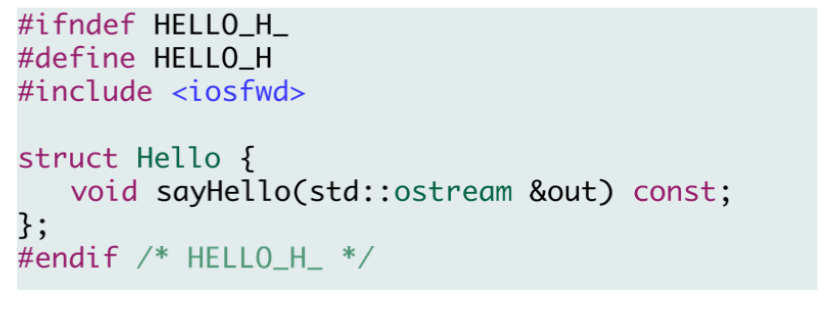 #ifndef HELLO_H_
#define HELLO_H
#include <iosfwd>
struct Hello {
void sayHello(std::ostream &out) const;
};
#endif /* HELLO_H_ */